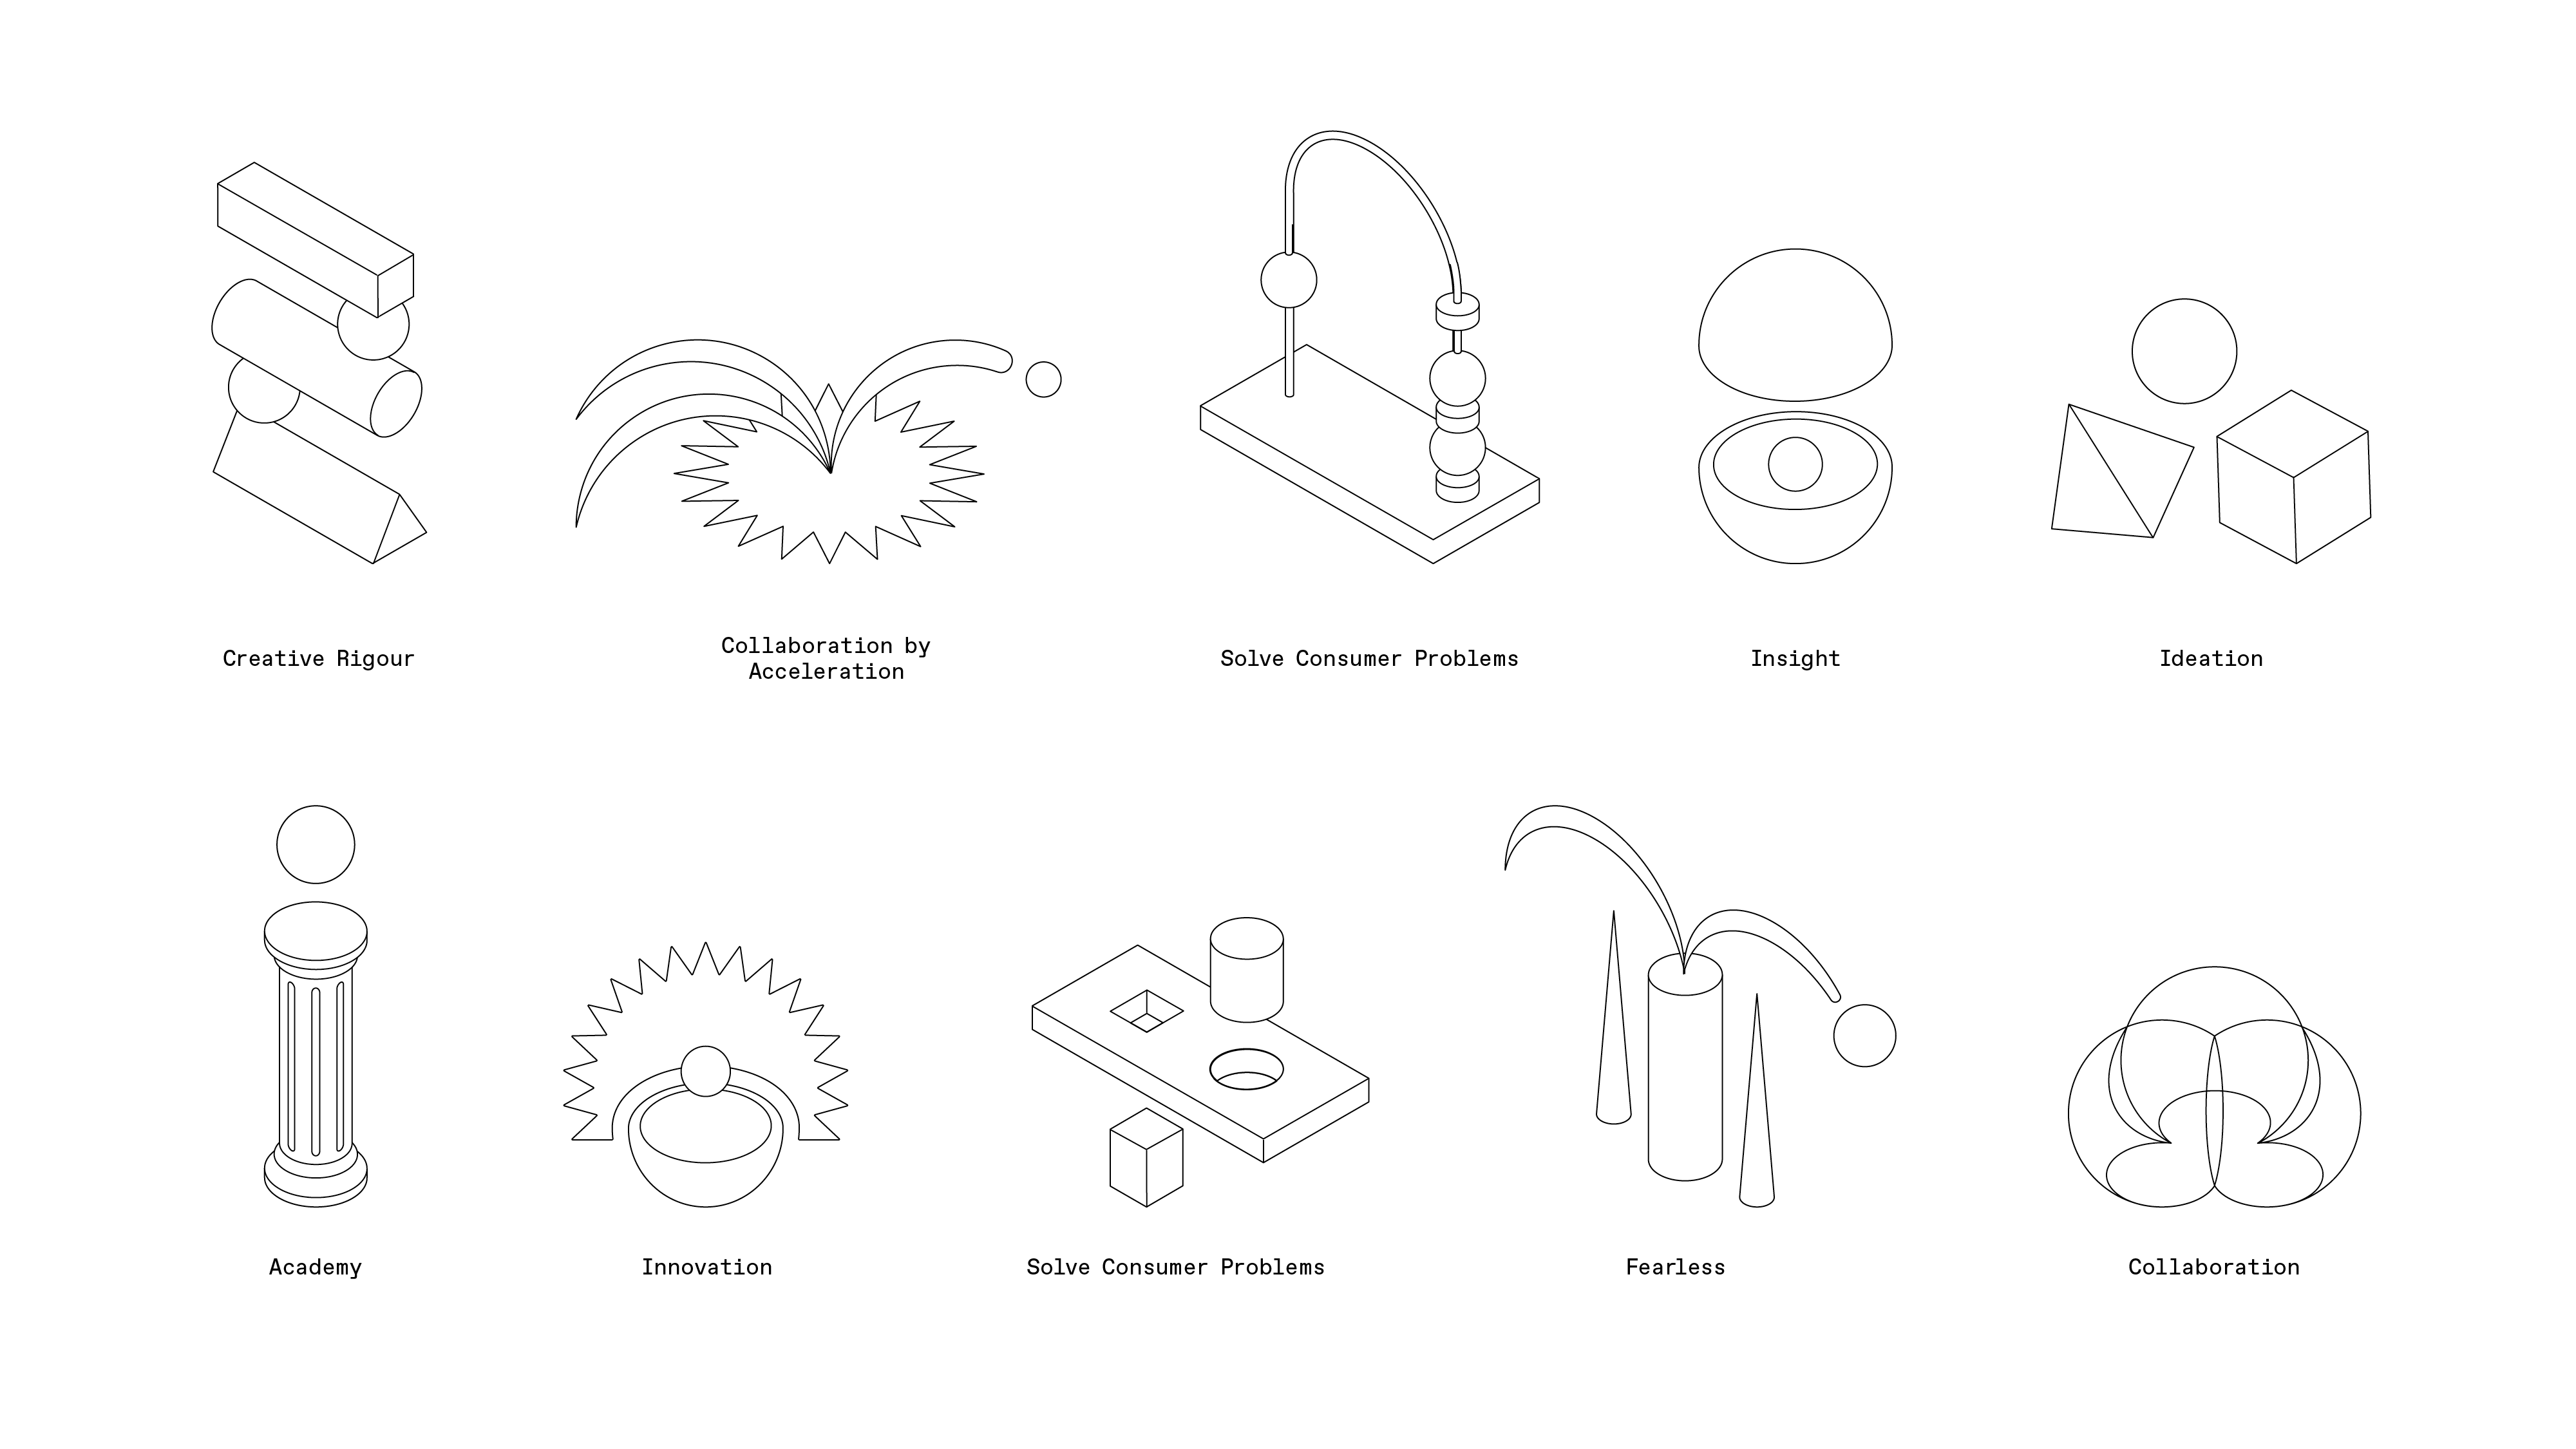 Creative Rigour
Collaboration by
Acceleration
Solve Consumer Problems
Insight
Ideation
Academy
Innovation
Solve Consumer Problems
Fearless
Collaboration